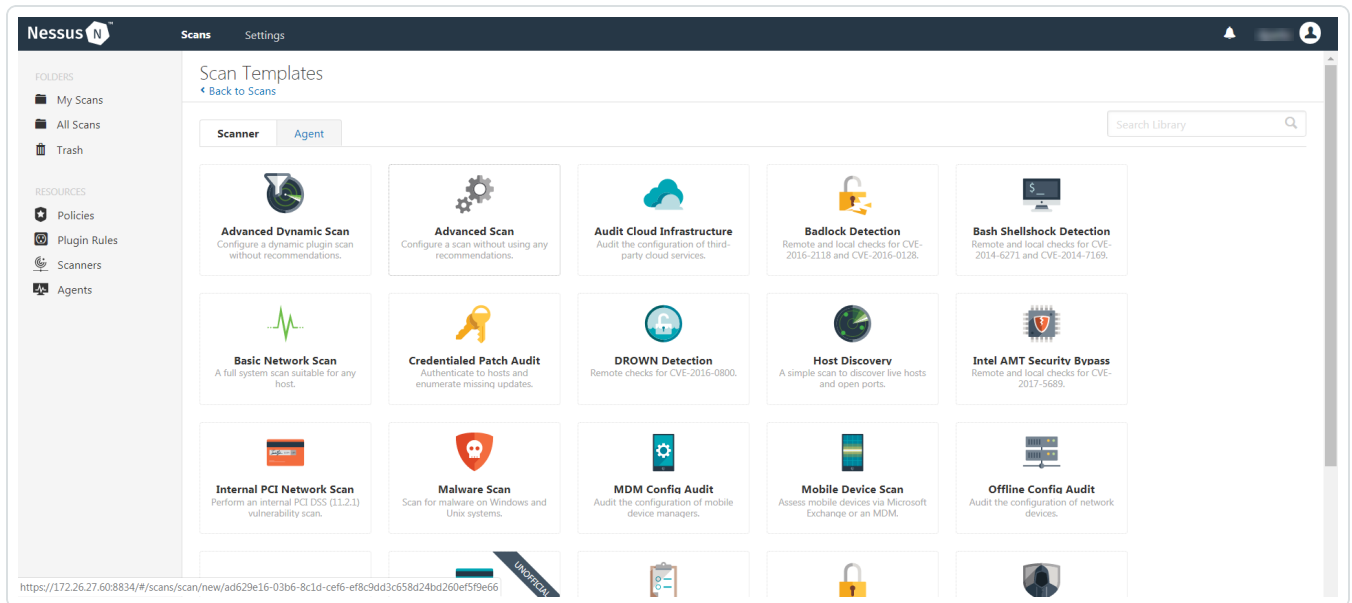 Nessus N ™
Scans
Settings
FOLDERS
My Scans
All Scans
Trash
RESOURCES
Policies
Plugin Rules
Scanners
Agents
Scan Templates
Back to Scans
Scanner
Agent
Search Library
Advanced Dynamic Scan
Configure a dynamic plugin scan
without recommendations.
Advanced Scan
Configure a scan without using any
recommendations.
Audit Cloud Infrastructure
Audit the configuration of third-
party cloud services.
Badlock Detection
Remote and local checks for CVE-
2016-2118 and CVE-2016-0128.
$_
Bash Shellshock Detection
Remote and local checks for CVE-
2014-6271 and CVE-2014-7169.
Basic Network Scan
A full system scan suitable for any
host.
Credentialed Patch Audit
Authenticate to hosts and
enumerate missing updates.
DROWN Detection
Remote checks for CVE-2016-0800.
Host Discovery
A simple scan to discover live hosts
and open ports.
Intel AMT Security Bypass
Remote and local checks for CVE-
2017-5689.
Internal PCI Network Scan
Perform an internal PCI DSS (11.2.1)
vulnerability scan.
Malware Scan
Scan for malware on Windows and
Unix systems.
MDM Config Audit
Audit the configuration of mobile
device managers.
Mobile Device Scan
Assess mobile devices via Microsoft
Exchange or an MDM.
Offline Config Audit
Audit the configuration of network
devices.
UNOFFICIAL
https://172.26.27.60:8834/#/scans/scan/new/ad629e16-03b6-8c1d-cef6-ef8c9dd3c658d24bd260ef5f9e66